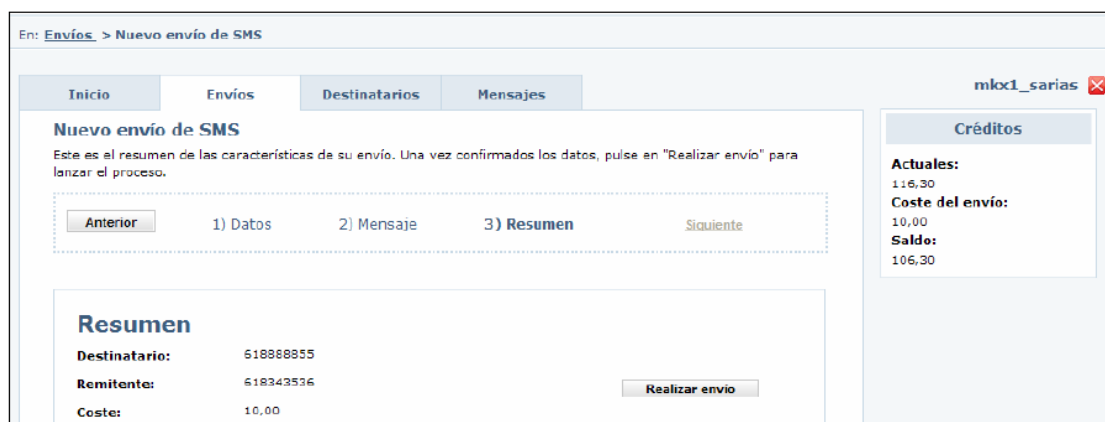 En: Envíos > Nuevo envío de SMS
mkx1_sarias
Inicio Envíos Destinatarios Mensajes
Nuevo envío de SMS
Este es el resumen de las características de su envío. Una vez confirmados los datos, pulse en "Realizar envío" para
lanzar el proceso.
Anterior 1) Datos 2) Mensaje 3) Resumen Siguiente
Resumen
Destinatario: 618888855
Remitente: 618343536
Realizar envío
Coste: 10,00
Créditos
Actuales:
116,30
Coste del envío:
10,00
Saldo:
106,30